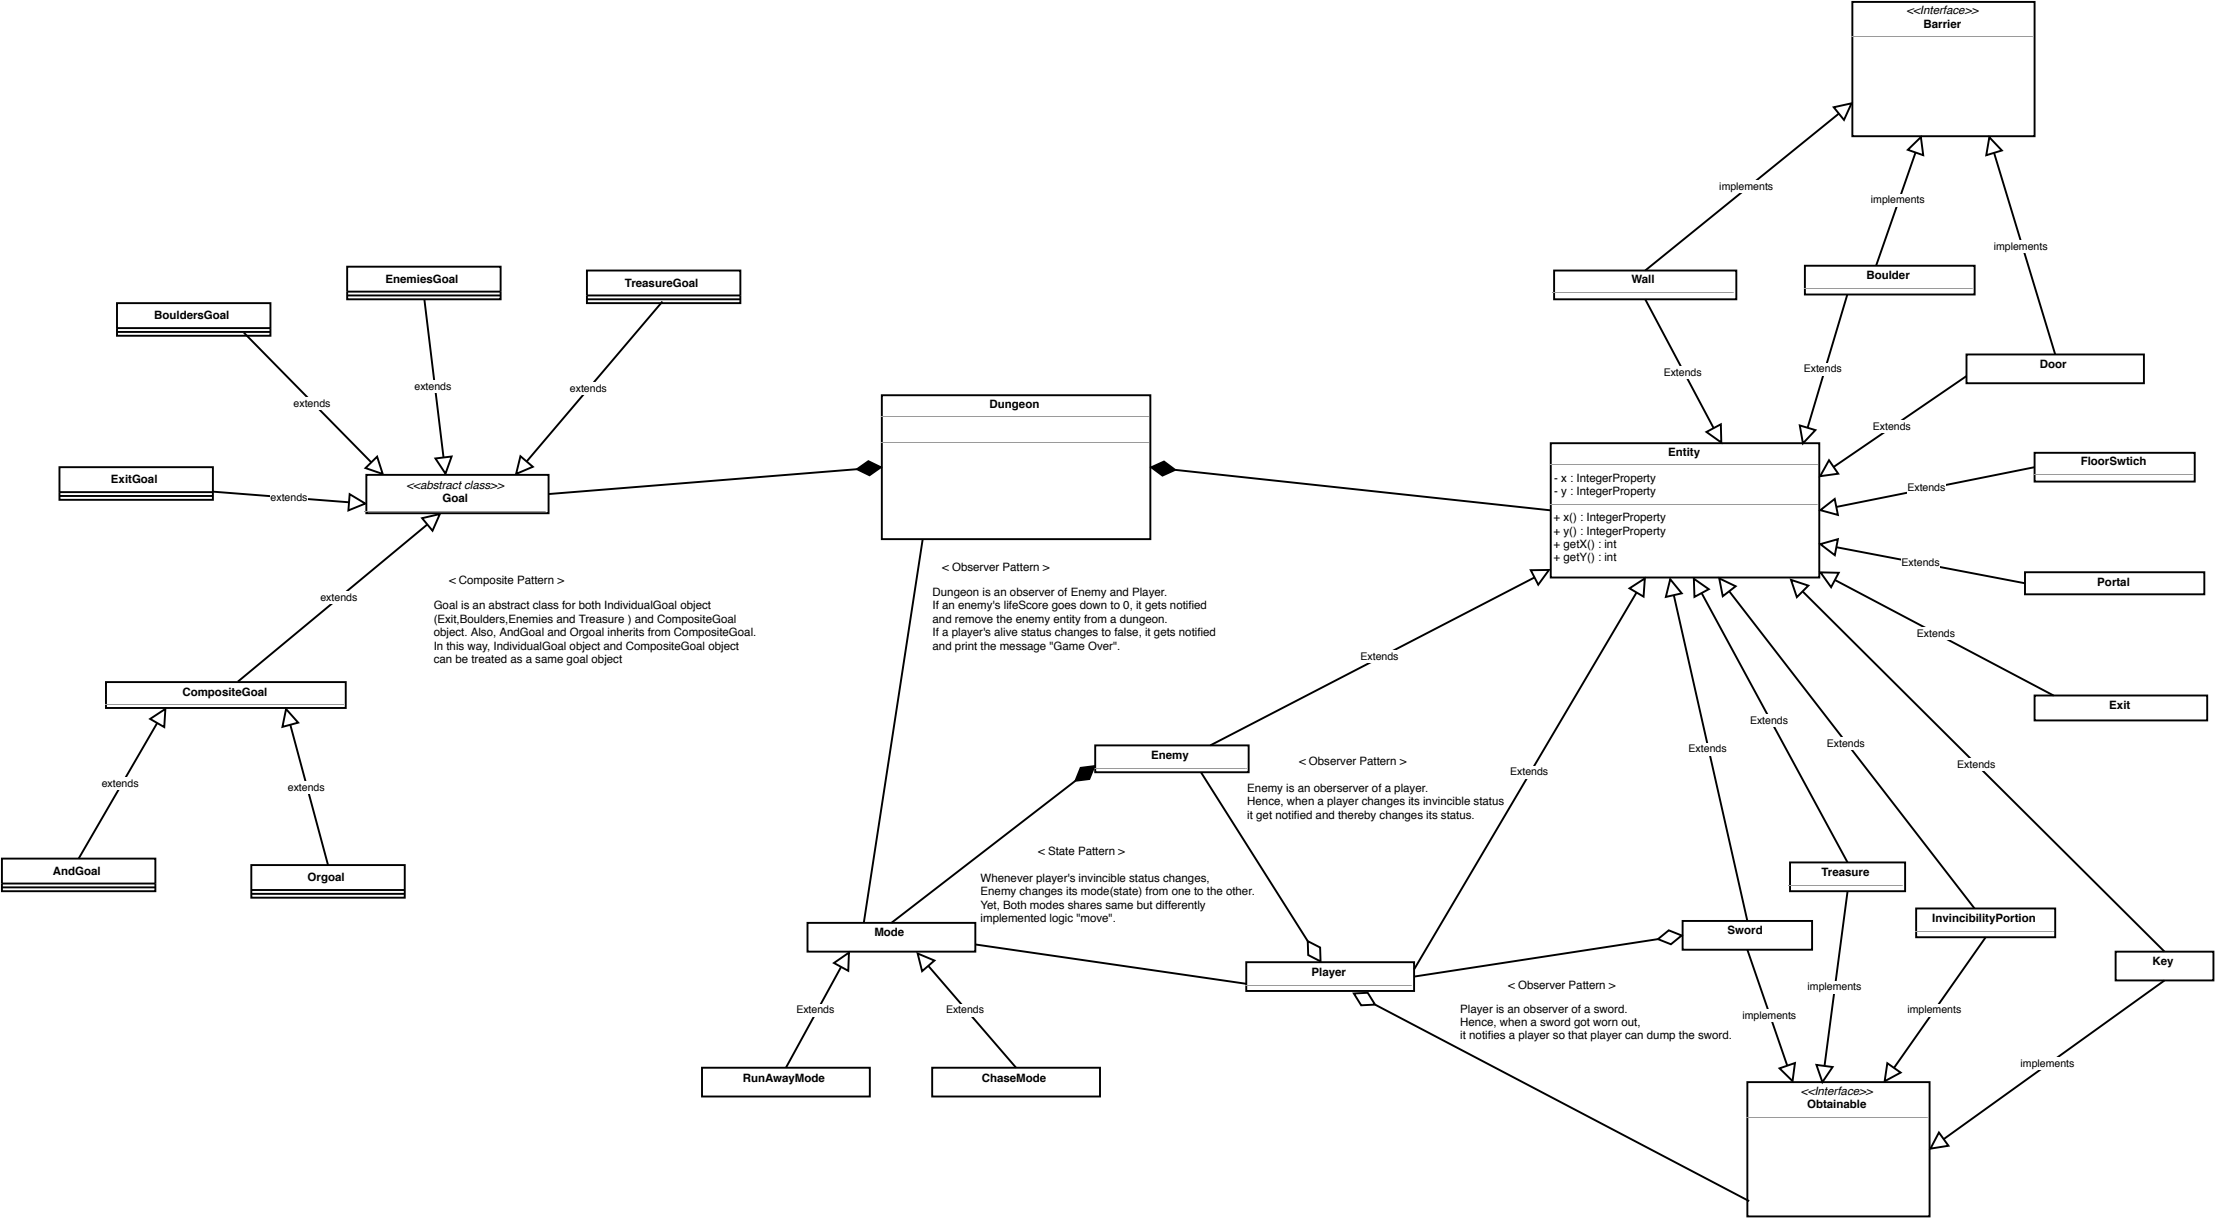 <<Interface>>
Barrier
implements
implements
implements
EnemiesGoal
TreasureGoal
BouldersGoal
Wall
Boulder
Door
extends
extends
extends
Extends
Extends
Extends
ExitGoal
extends
<<abstract class>>
Goal
Dungeon
Entity
- x : IntegerProperty
- y : IntegerProperty
+ x() : IntegerProperty
+ y() : IntegerProperty
+ getX() : int
+ getY() : int
FloorSwtich
Extends
Portal
Extends
Exit
Extends
extends
< Composite Pattern >
Goal is an abstract class for both IndividualGoal object
(Exit,Boulders,Enemies and Treasure ) and CompositeGoal
object. Also, AndGoal and Orgoal inherits from CompositeGoal.
In this way, IndividualGoal object and CompositeGoal object
can be treated as a same goal object
< Observer Pattern >
Dungeon is an observer of Enemy and Player.
If an enemy's lifeScore goes down to 0, it gets notified
and remove the enemy entity from a dungeon.
If a player's alive status changes to false, it gets notified
and print the message "Game Over".
CompositeGoal
extends
extends
AndGoal
Orgoal
Extends
Enemy
< Observer Pattern >
Enemy is an oberserver of a player.
Hence, when a player changes its invincible status
it get notified and thereby changes its status.
Extends
Extends
Extends
Extends
Extends
< State Pattern >
Whenever player's invincible status changes,
Enemy changes its mode(state) from one to the other.
Yet, Both modes shares same but differently
implemented logic "move".
Mode
Player
Sword
Treasure
InvincibilityPortion
Key
Extends
Extends
RunAwayMode
ChaseMode
< Observer Pattern >
Player is an observer of a sword.
Hence, when a sword got worn out,
it notifies a player so that player can dump the sword.
implements
implements
implements
implements
<<Interface>>
Obtainable